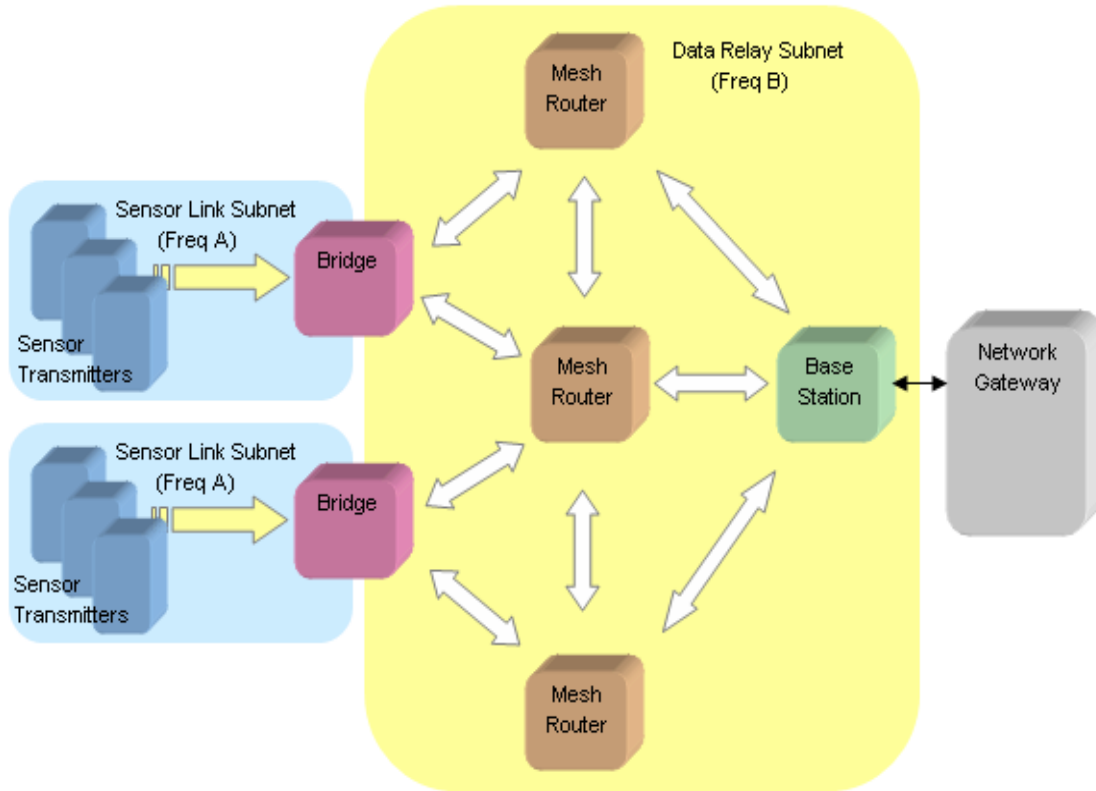 Data Relay Subnet
(Freq B)
Mesh
Router
Sensor Link Subnet
(Freq A)
Bridge
Sensor
Transmitters
Mesh
Router
Base
Station
Network
Gateway
Sensor Link Subnet
(Freq A)
Bridge
Sensor
Transmitters
Mesh
Router